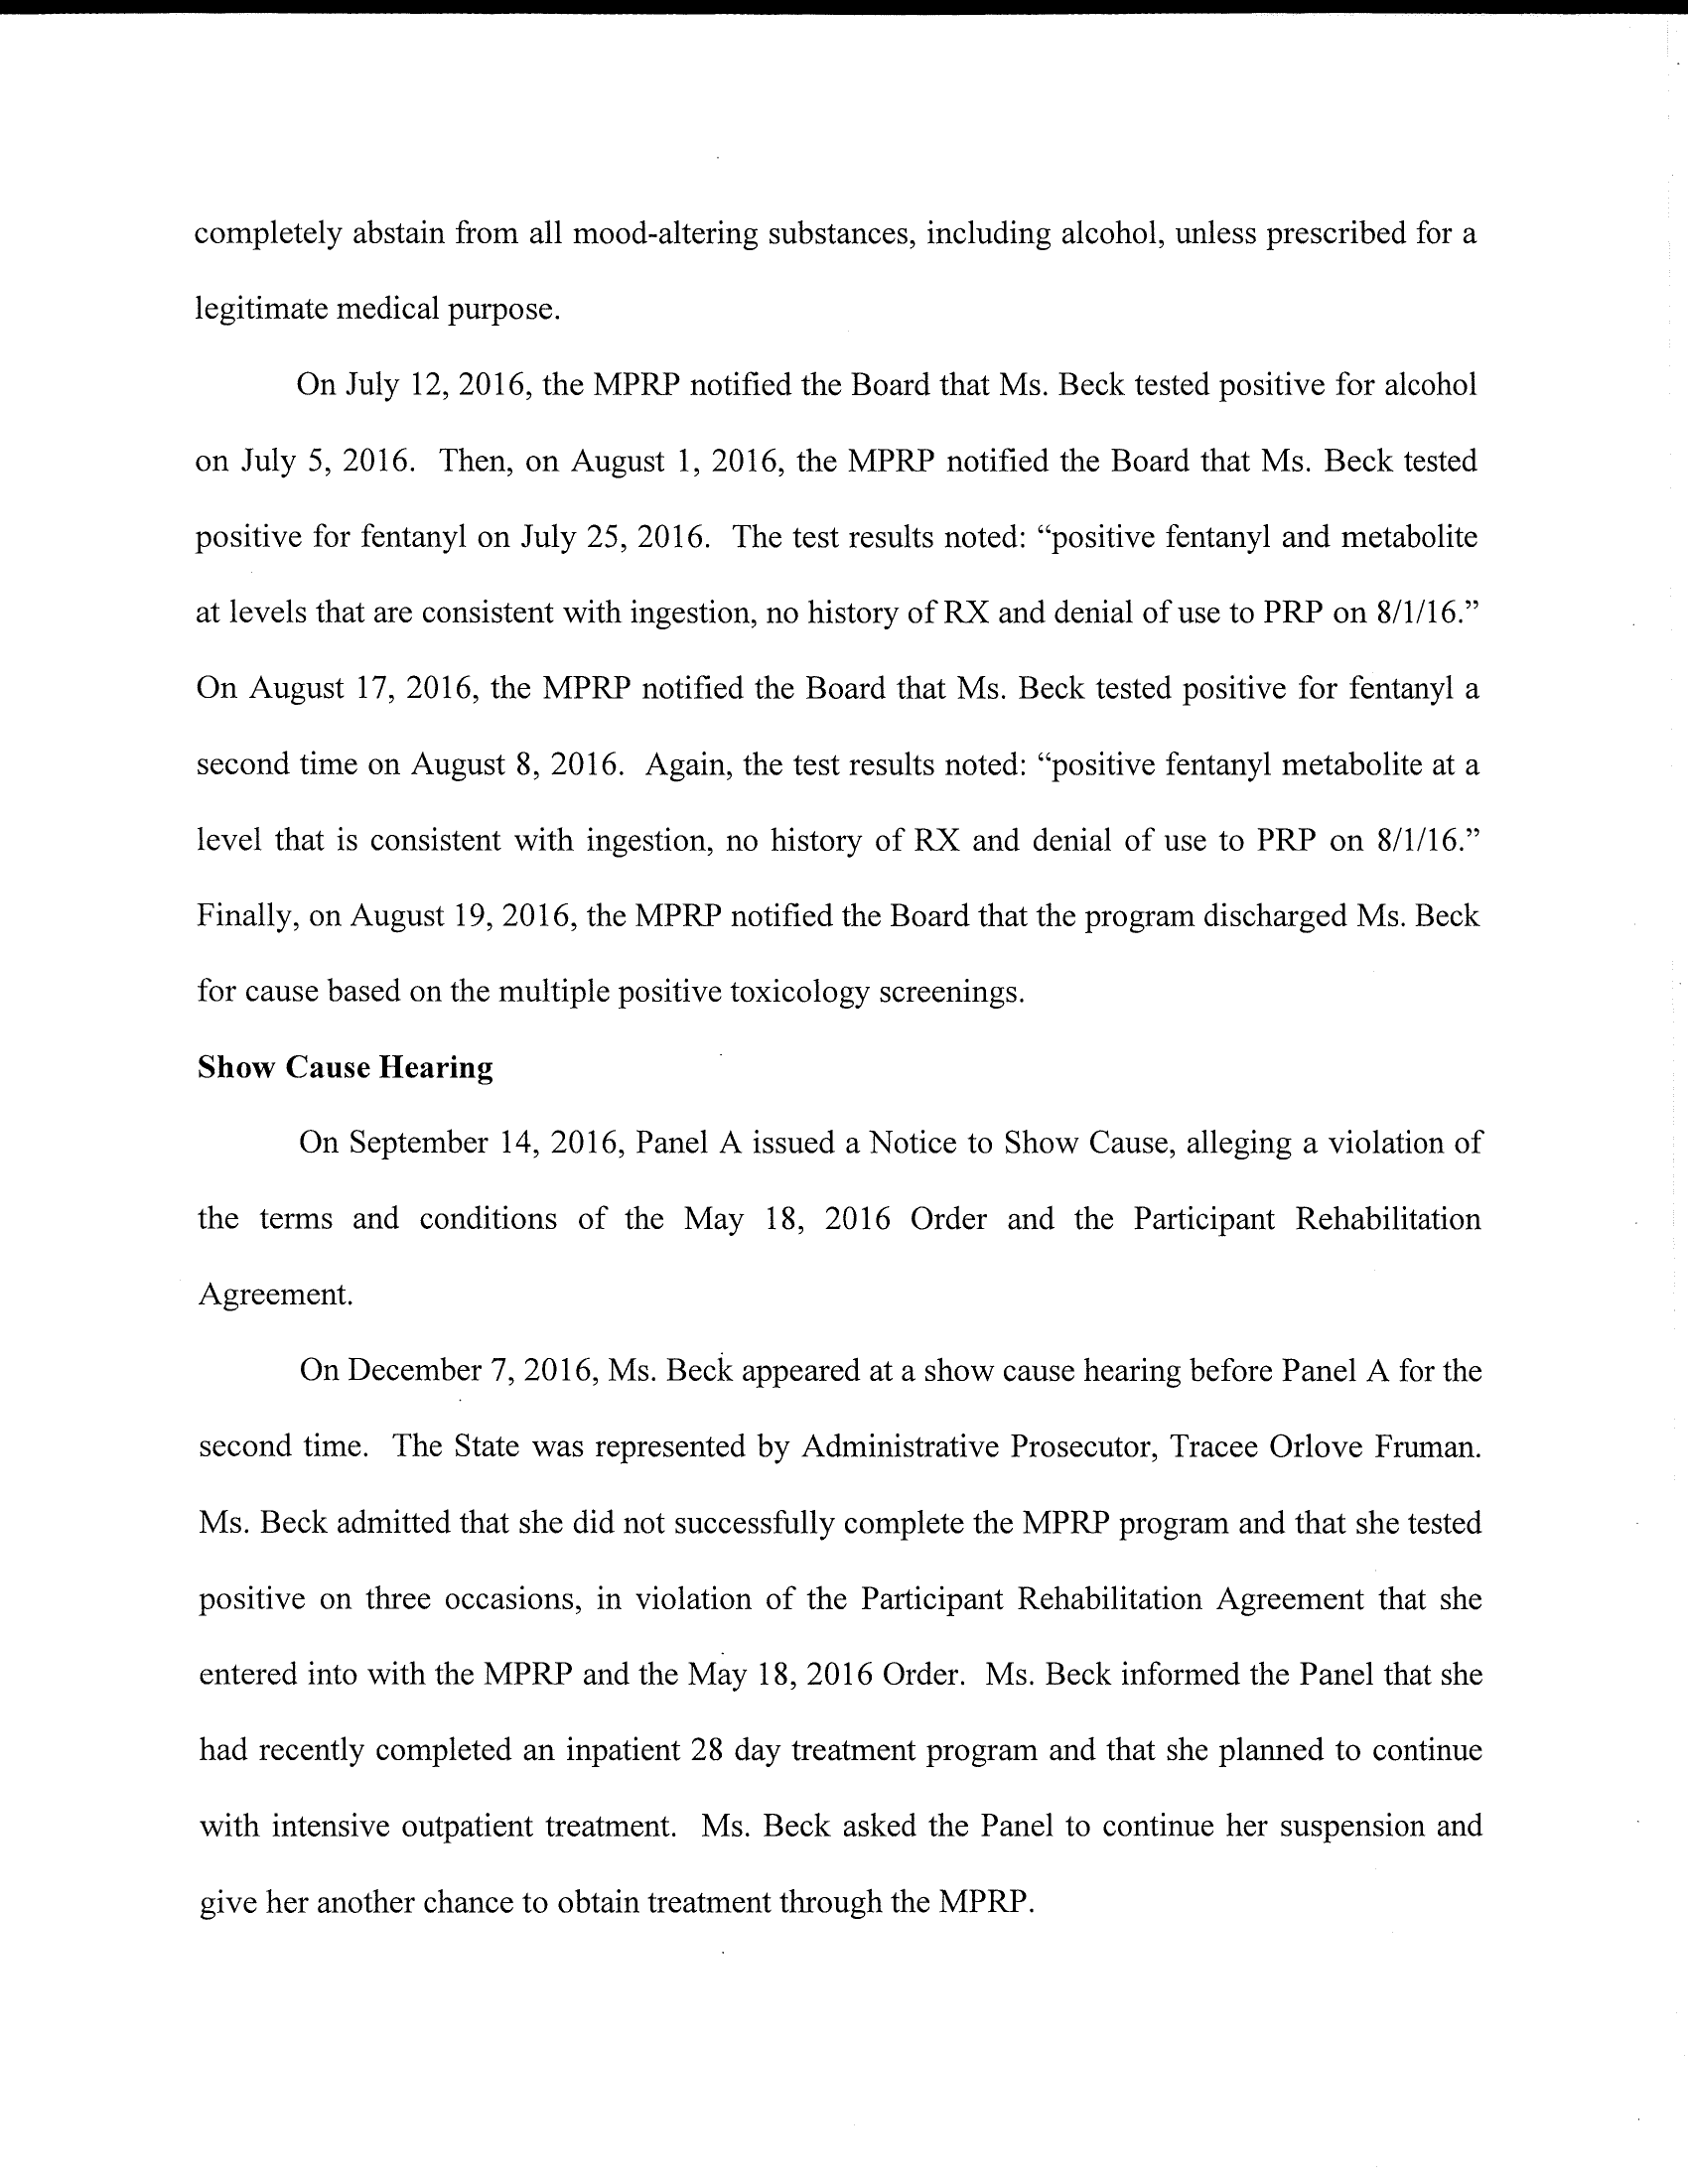 completely abstain from all mood-altering substances, including alcohol, unless prescribed for a
legitimate medical purpose.
On July 12, 2016, the MPRP notified the Board that Ms. Beck tested positive for alcohol
on July 5, 2016. Then, on August 1, 2016, the MPRP notified the Board that Ms. Beck tested
positive for fentanyl on July 25, 2016. The test results noted: “positive fentanyl and metabolite
at levels that are consistent with ingestion, no history of RX and denial of use to PRP on 8/1/16.”
On August 17, 2016, the MPRP notified the Board that Ms. Beck tested positive for fentanyl a
second time on August 8, 2016. Again, the test results noted: “positive fentanyl metabolite at a
level that is consistent with ingestion, no history of RX and denial of use to PRP on 8/1/16.”
Finally, on August 19, 2016, the MPRP notified the Board that the program discharged Ms. Beck
for cause based on the multiple positive toxicology screenings.
Show Cause Hearing
On September 14, 2016, Panel A issued a Notice to Show Cause, alleging a violation of
the terms and conditions of the May 18, 2016 Order and the Participant Rehabilitation
Agreement.
On December 7, 2016, Ms. Beck appeared at a show cause hearing before Panel A for the
second time. The State was represented by Administrative Prosecutor, Tracee Orlove Fruman.
Ms. Beck admitted that she did not successfully complete the MPRP program and that she tested
positive on three occasions, in violation of the Participant Rehabilitation Agreement that she
entered into with the MPRP and the May 18, 2016 Order. Ms. Beck informed the Panel that she
had recently completed an inpatient 28 day treatment program and that she planned to continue
with intensive outpatient treatment. Ms. Beck asked the Panel to continue her suspension and
give her another chance to obtain treatment through the MPRP.